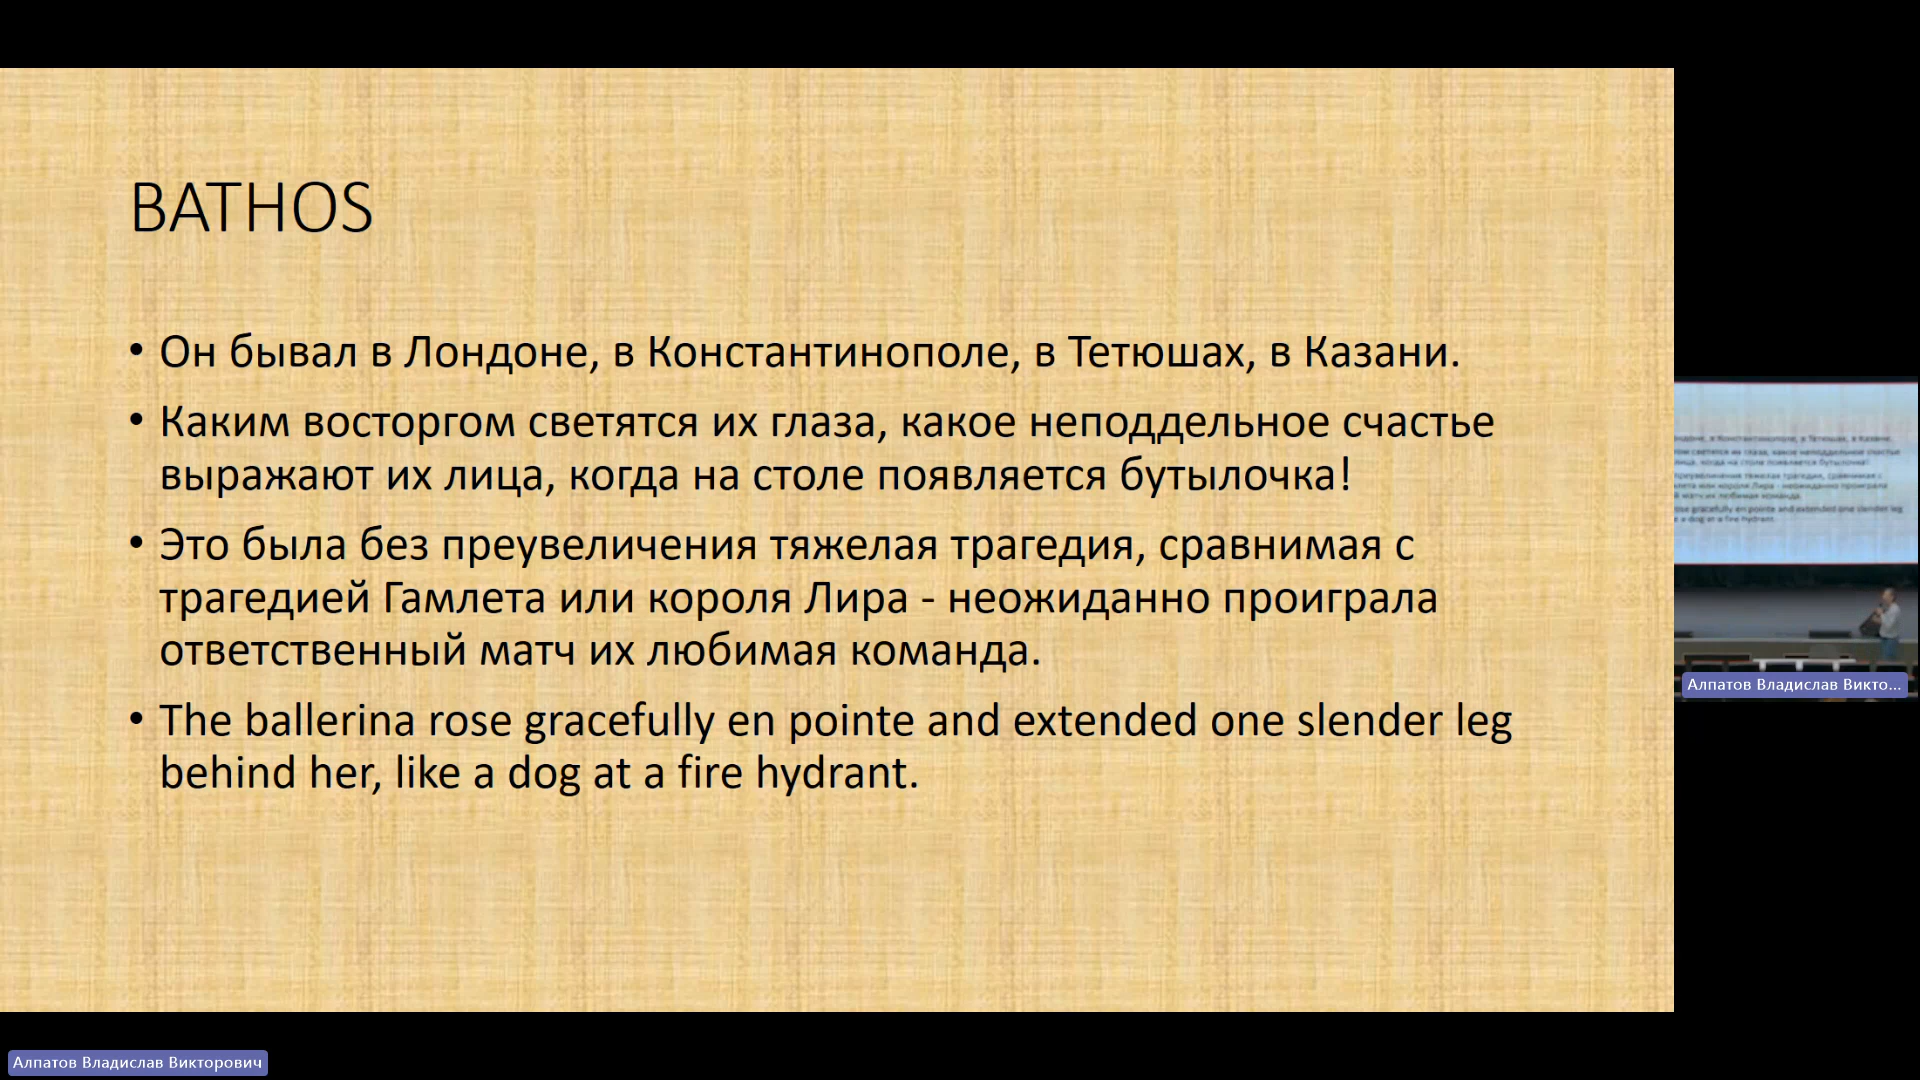 BATHOS
• Он бывал в Лондоне, в Константинополе, в Тетюшах, в Казани.
• Каким восторгом светятся их глаза, какое неподдельное счастье
выражают их лица, когда на столе появляется бутылочка!
• Это была без преувеличения тяжелая трагедия, сравнимая с
трагедией Гамлета или короля Лира - неожиданно проиграла
ответственный матч их любимая команда.
• The ballerina rose gracefully en pointe and extended one slender leg
behind her, like a dog at a fire hydrant.
Алпатов Владислав Викто...
Алпатов Владислав Викторович